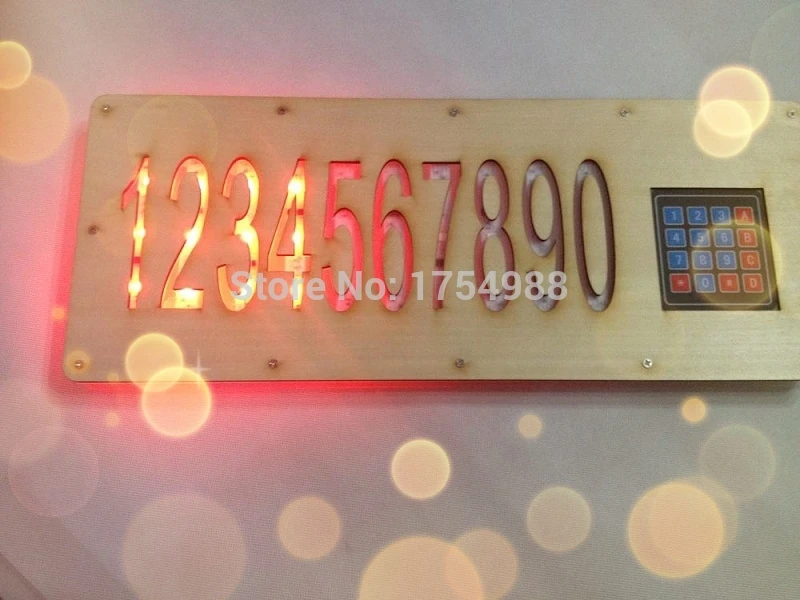 1234567890
1 2 3 A
4 5 6 B
7 8 9 C
* 0 * D
Store No: 1754988